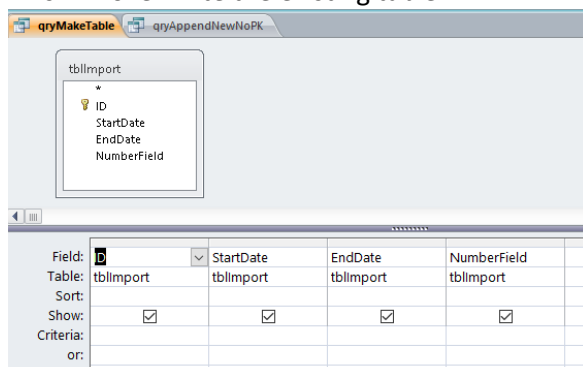 qryMakeTable qryAppendNewNoPK
tblImport
*
ID
StartDate
EndDate
NumberField
Field: ID StartDate EndDate NumberField
Table: tblImport tblImport tblImport tblImport
Sort:
Show:
Criteria:
or: